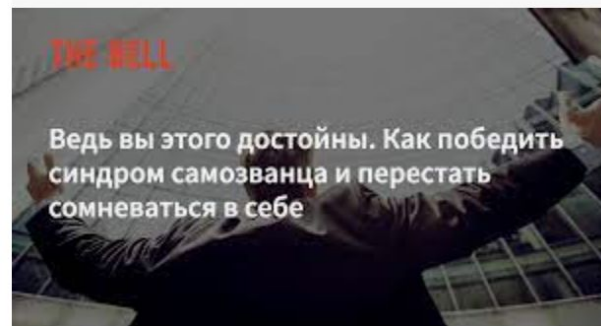 THE BELL
Ведь вы этого достойны. Как победить
синдром самозванца и перестать
сомневаться в себе